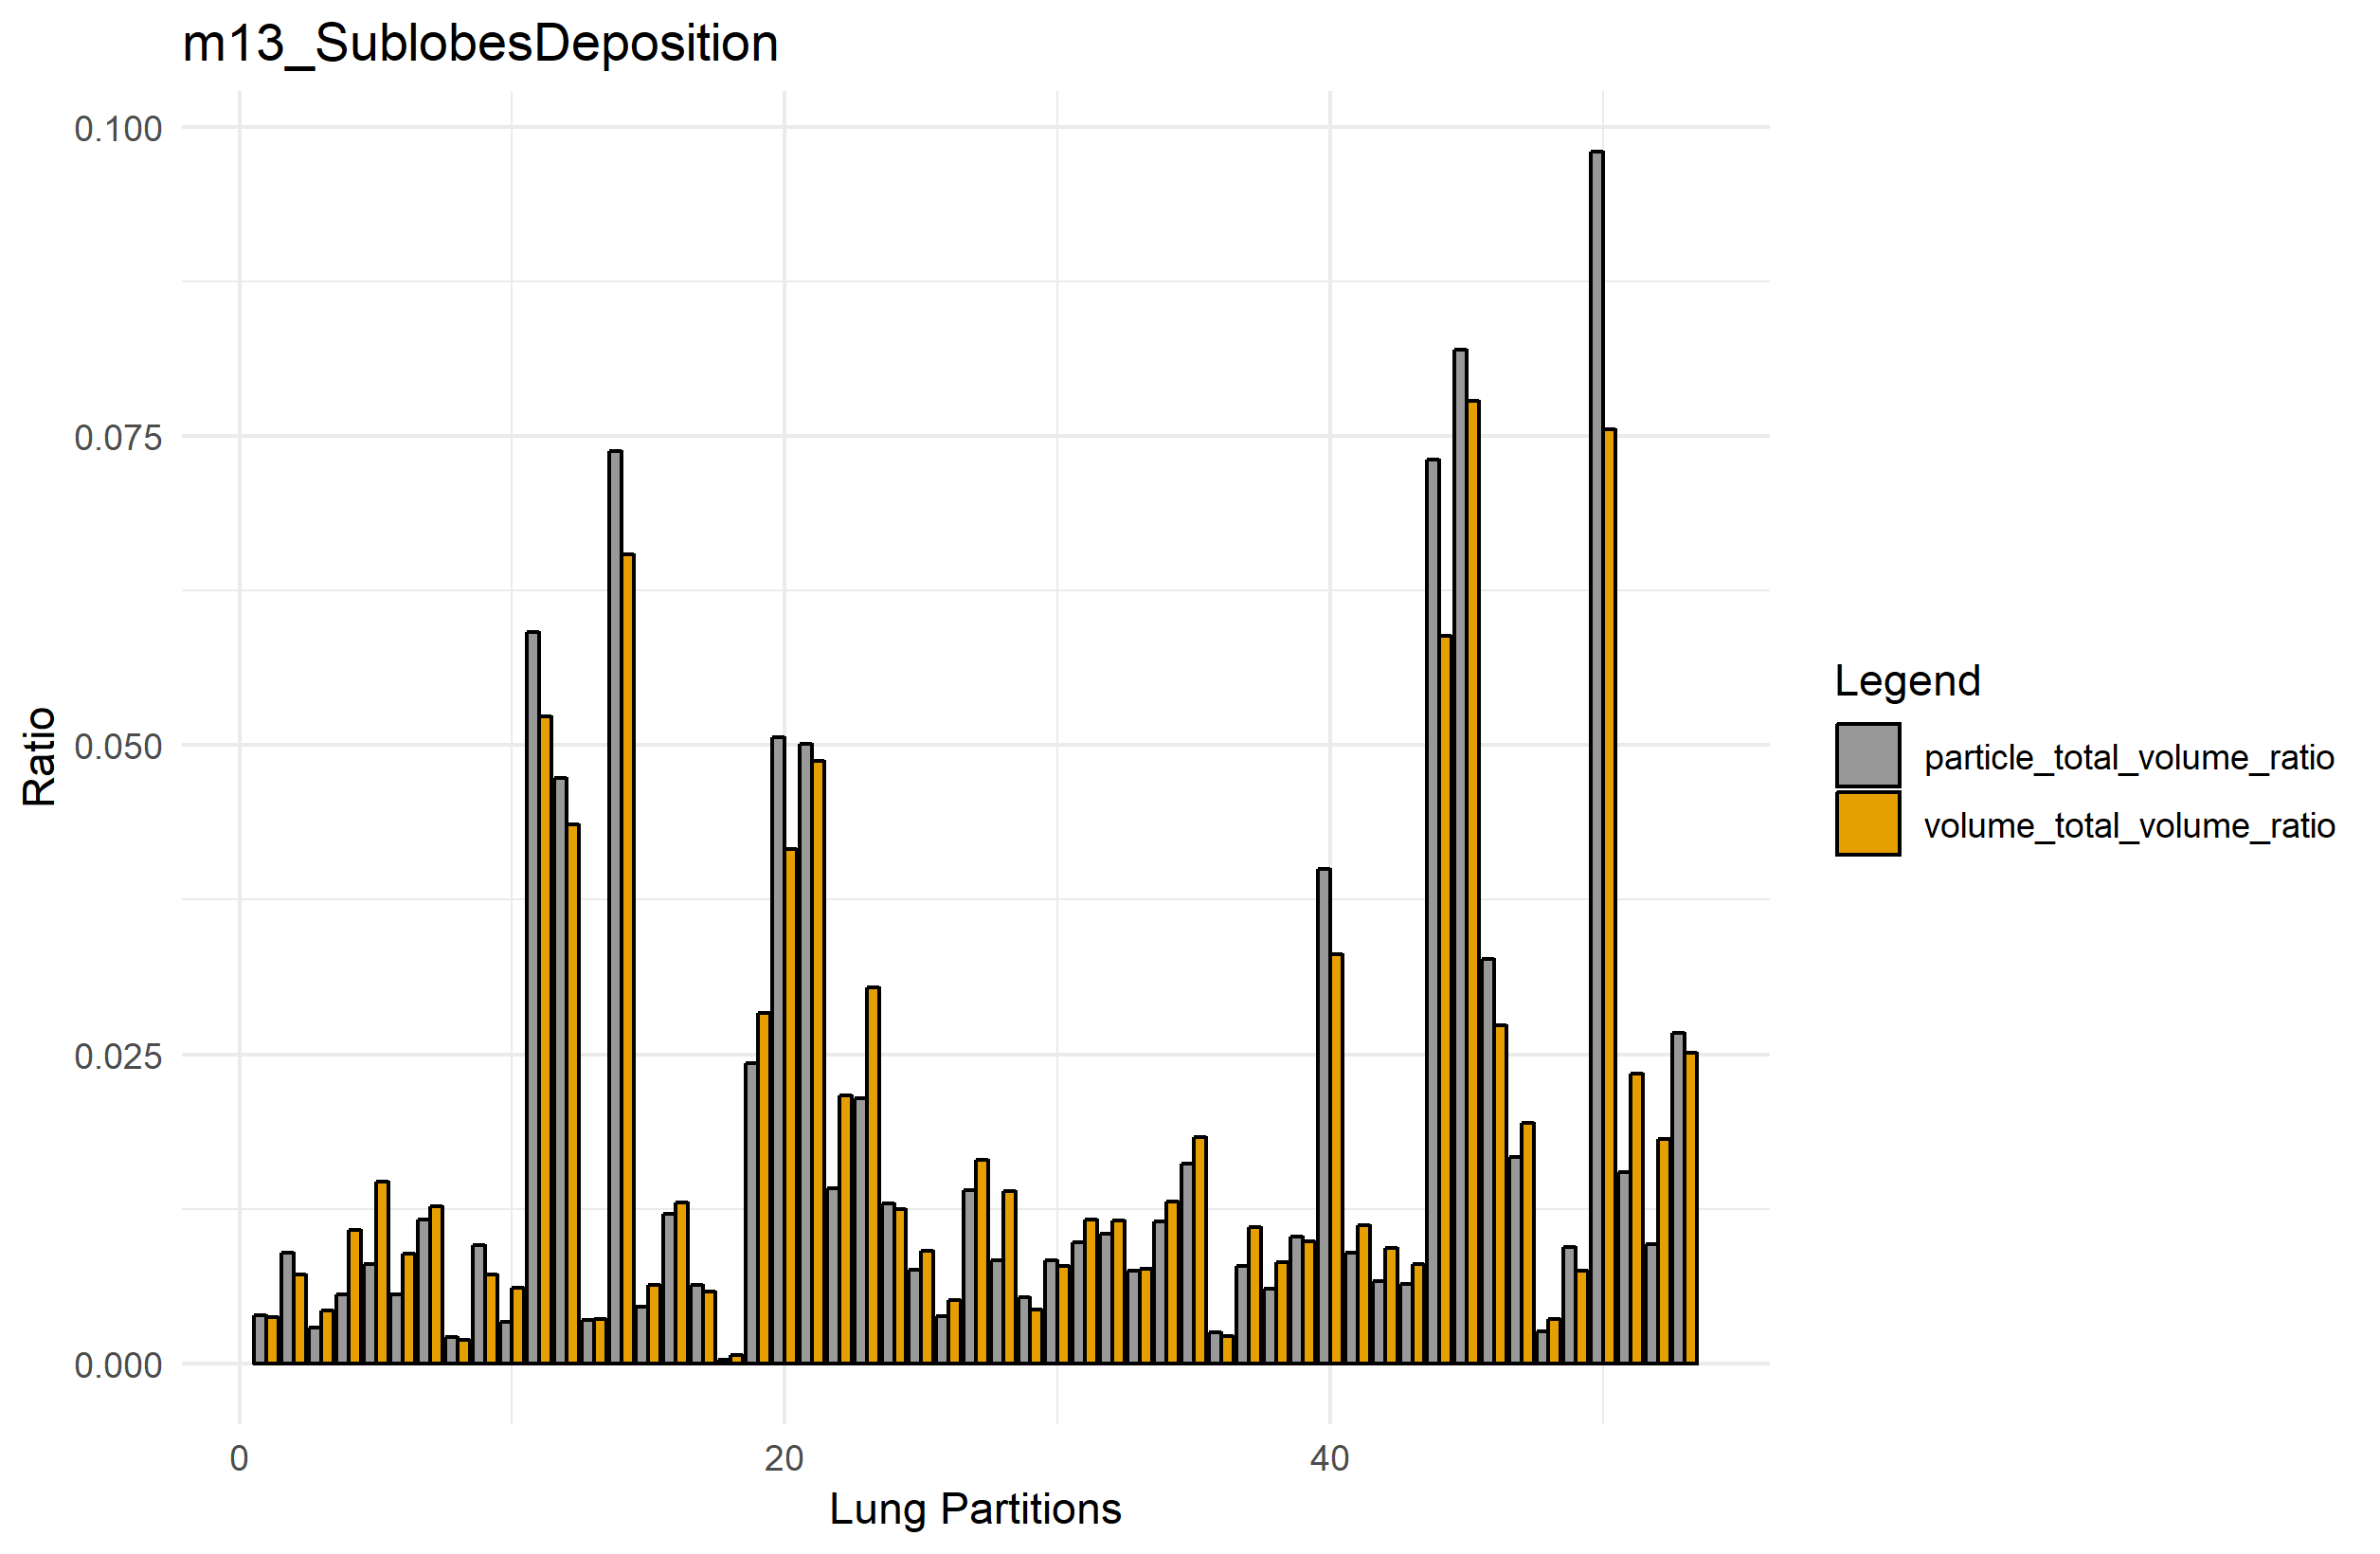 m13_SublobesDeposition
0.100
0.075
0.050
0.025
0.000
Ratio
0
20
40
Lung Partitions
Legend
particle_total_volume_ratio
volume_total_volume_ratio